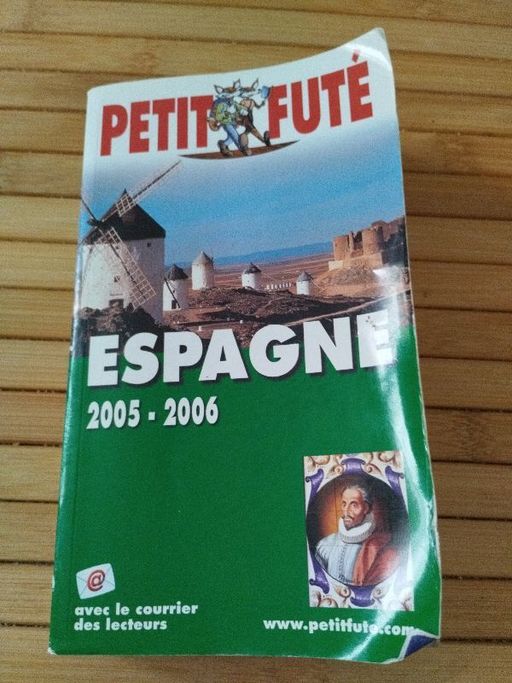 PETIT FUTÉ
ESPAGNE
2005 - 2006
@
avec le courrier
des lecteurs
www.petitfute.com